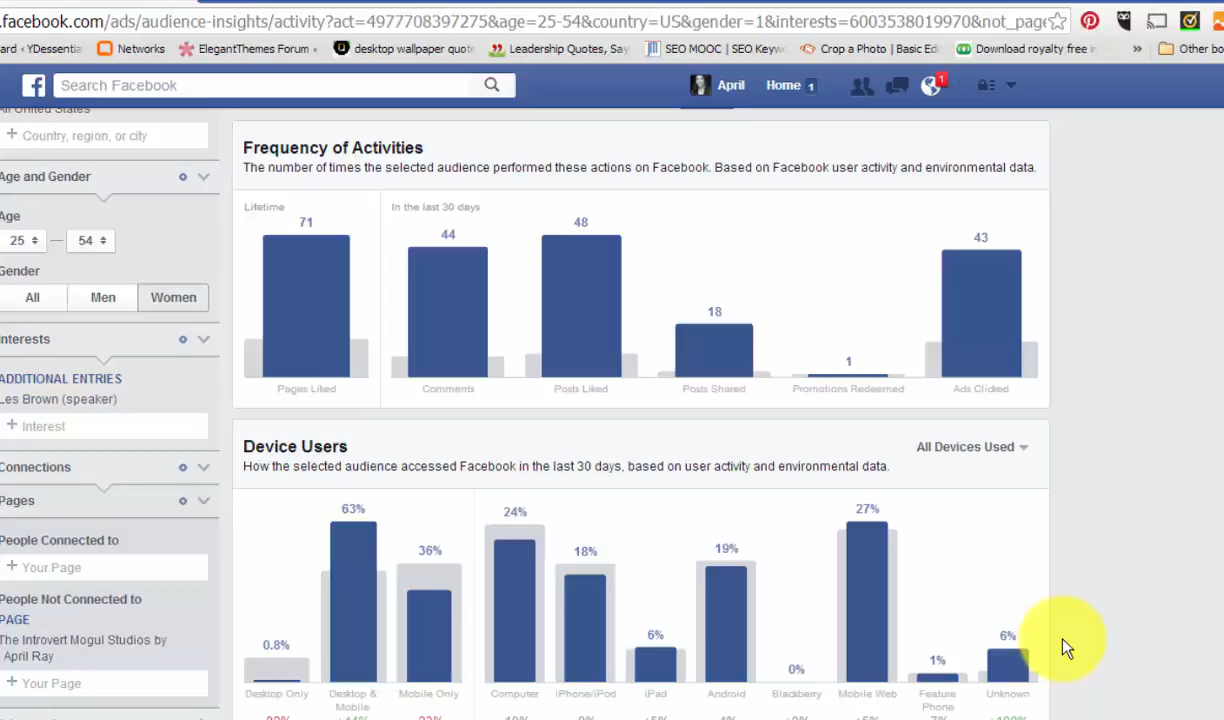 .facebook.com/ads/audience-insights/activity?act=4977708397275&age=25-54&country=US&gender=1&interests=6003538019970&not_page
ard ‹ YDessentia
Networks
ElegantThemes Forum
desktop wallpaper quote
Leadership Quotes, Say
SEO MOOC | SEO Keyw
Crop a Photo | Basic Edi
Download royalty free i
»
Other bo
Search Facebook
April
Home 1
1
All United States
+ Country, region, or city
Age and Gender
Age
25 — 54
Gender
All Men Women
Interests
ADDITIONAL ENTRIES
Les Brown (speaker)
+ Interest
Connections
Pages
People Connected to
+ Your Page
People Not Connected to
PAGE
The Introvert Mogul Studios by
April Ray
+ Your Page
Frequency of Activities
The number of times the selected audience performed these actions on Facebook. Based on Facebook user activity and environmental data.
Lifetime
In the last 30 days
71
44
48
18
1
43
Pages Liked
Comments
Posts Liked
Posts Shared
Promotions Redeemed
Ads Clicked
Device Users
All Devices Used
How the selected audience accessed Facebook in the last 30 days, based on user activity and environmental data.
0.8%
63%
36%
24%
18%
6%
19%
0%
27%
1%
6%
Desktop Only
Desktop &
Mobile
Mobile Only
Computer
iPhone/iPod
iPad
Android
Blackberry
Mobile Web
Feature
Phone
Unknown